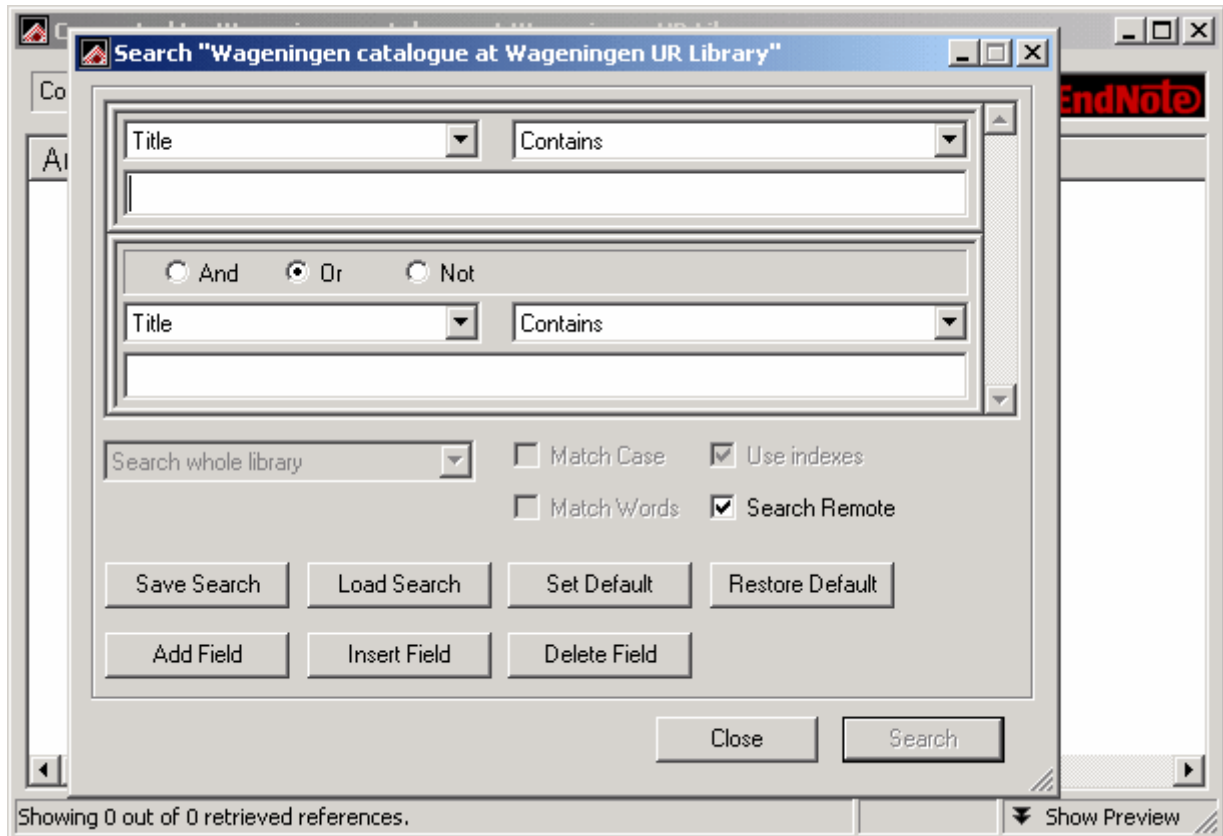 Search "Wageningen catalogue at Wageningen UR Library"
Co
EndNote
Au
Title Contains
And Or Not
Title Contains
Search whole library Match Case Use indexes
Match Words Search Remote
Save Search Load Search Set Default Restore Default
Add Field Insert Field Delete Field
Close Search
Showing 0 out of 0 retrieved references. Show Preview